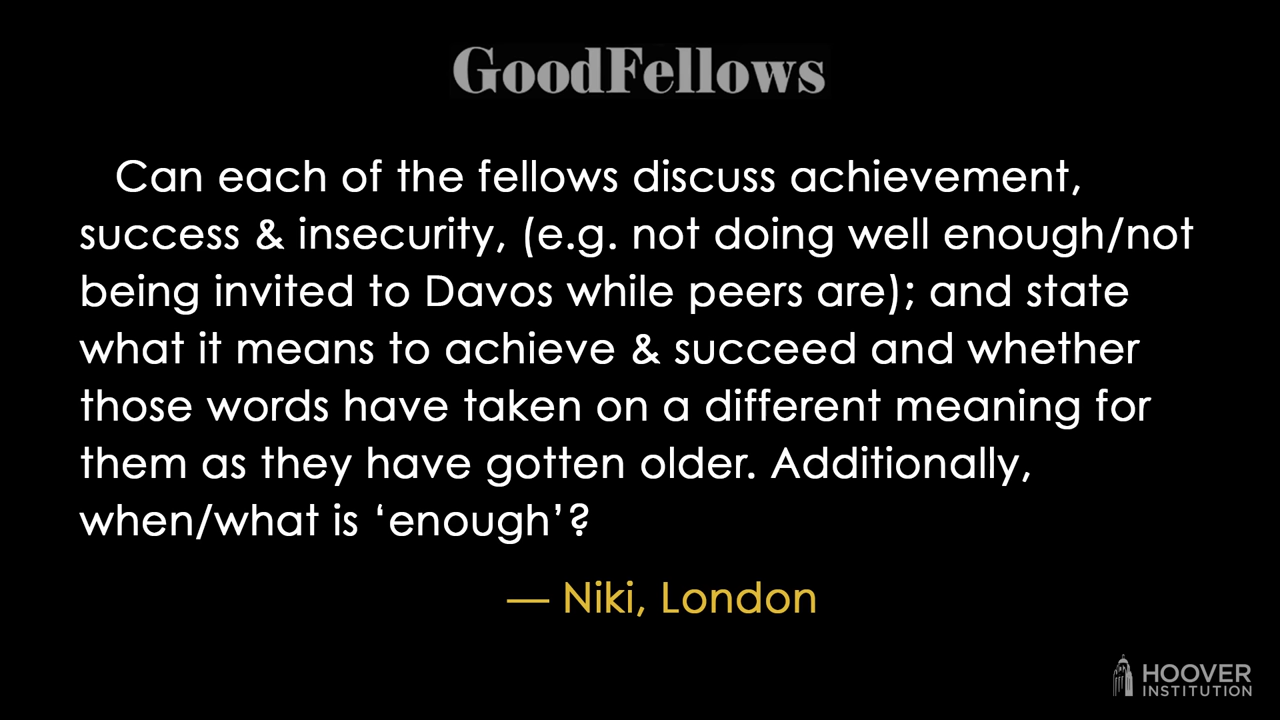 GoodFellows
Can each of the fellows discuss achievement,
success & insecurity, (e.g. not doing well enough/not
being invited to Davos while peers are); and state
what it means to achieve & succeed and whether
those words have taken on a different meaning for
them as they have gotten older. Additionally,
when/what is ‘enough’?
— Niki, London
HOOVER
INSTITUTION